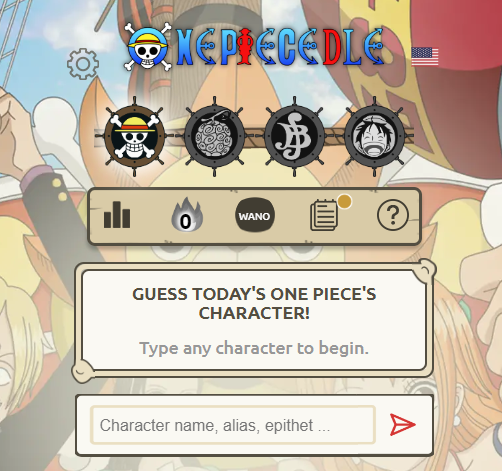 ONEPIECEDLE
0
WANO
?
GUESS TODAY'S ONE PIECE'S
CHARACTER!
Type any character to begin.
Character name, alias, epithet ...